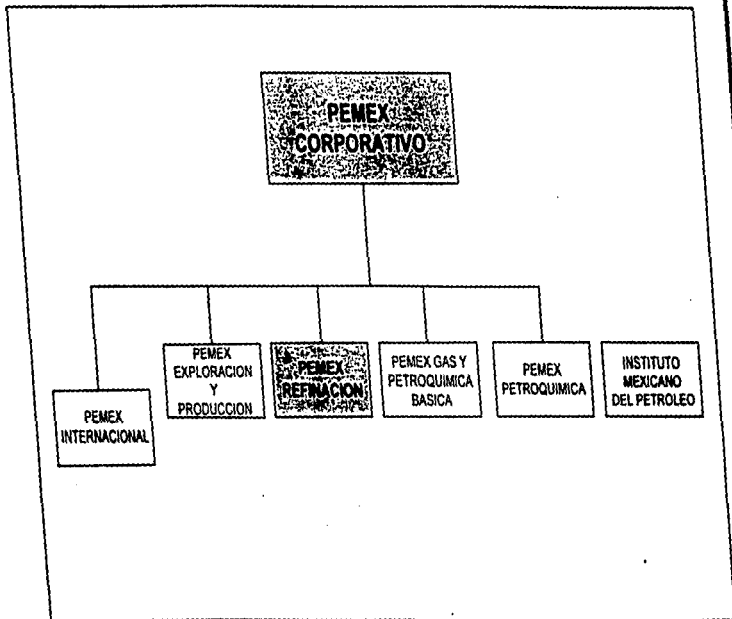 PEMEX
CORPORATIVO
PEMEX
INTERNACIONAL
PEMEX
EXPLORACION
Y
PRODUCCION
PEMEX
REFINACION
PEMEX GAS Y
PETROQUIMICA
BASICA
PEMEX
PETROQUIMICA
INSTITUTO
MEXICANO
DEL PETROLEO